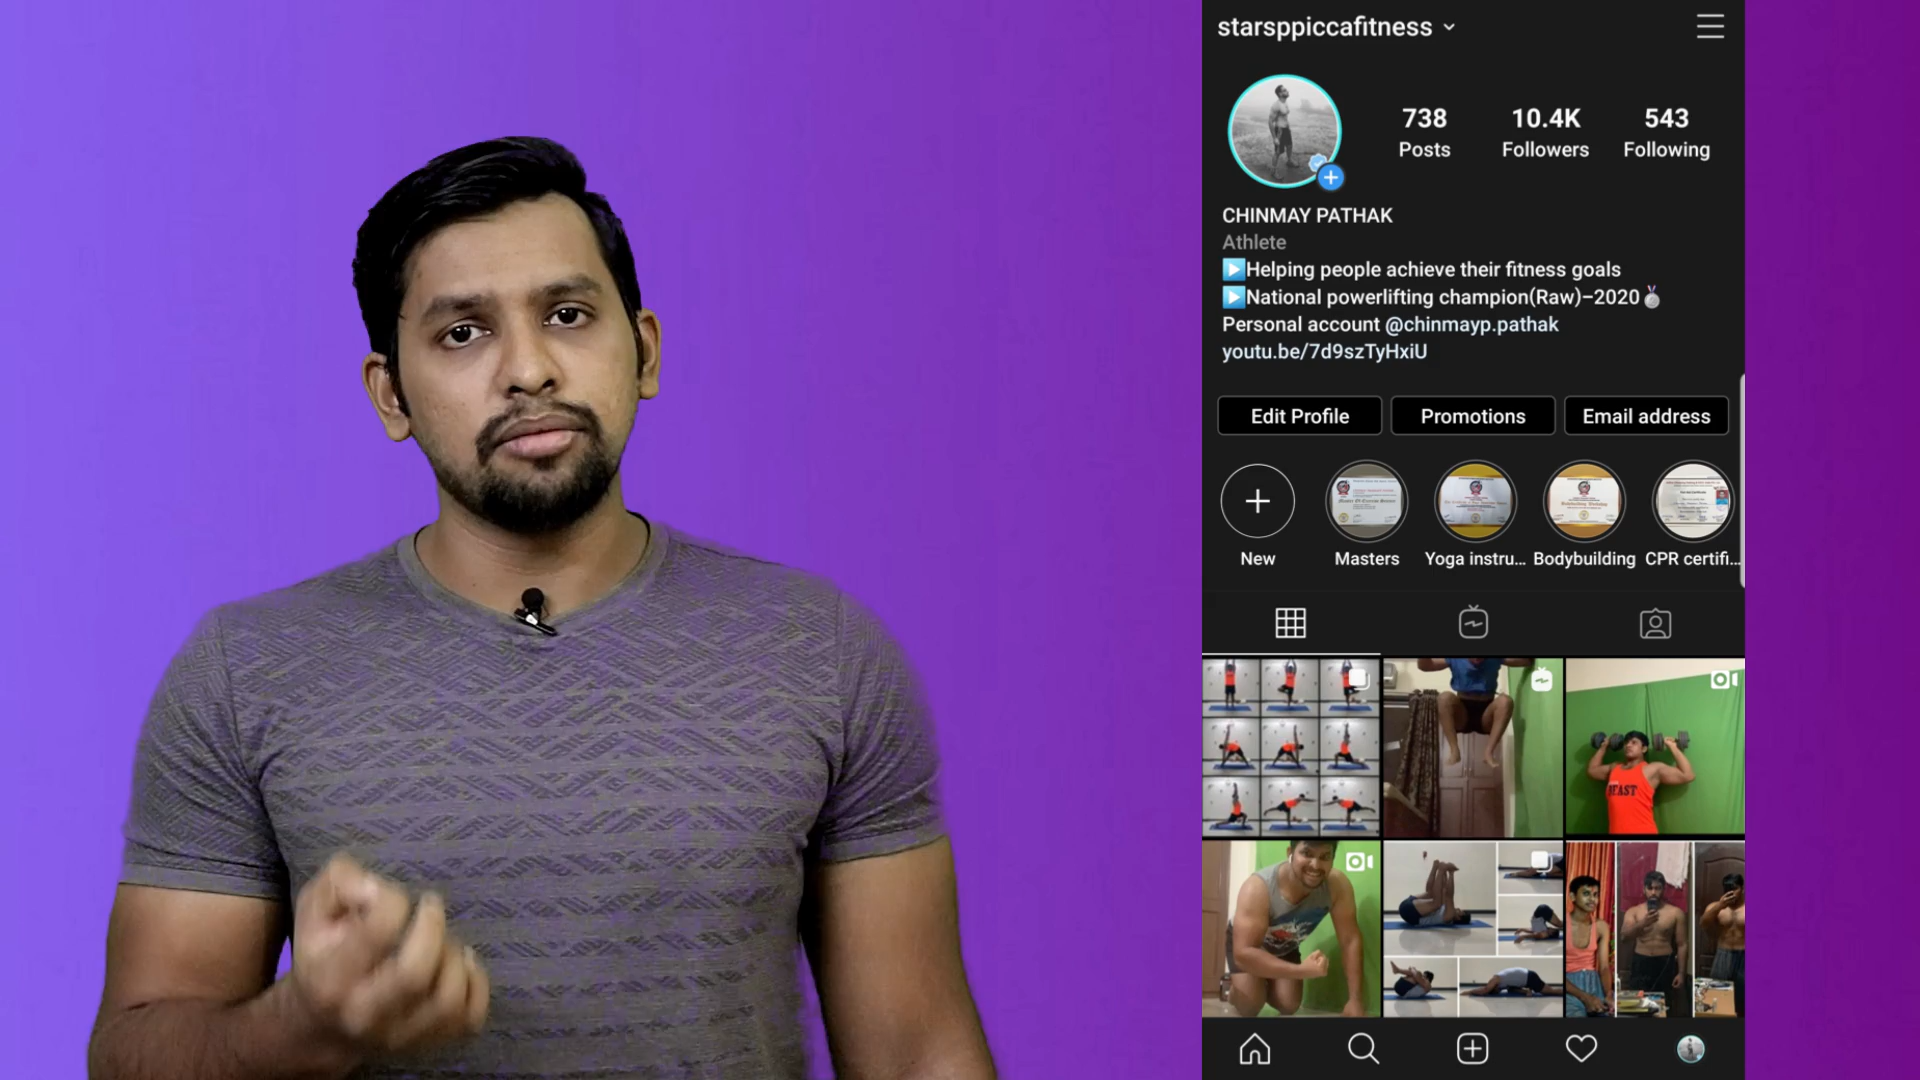 starsppiccafitness
738
10.4K
543
Posts
Followers
Following
CHINMAY PATHAK
Athlete
▶️Helping people achieve their fitness goals
▶️National powerlifting champion(Raw)–2020🥈
Personal account @chinmayp.pathak
youtu.be/7d9szTyHxiU
Edit Profile
Promotions
Email address
New
Masters
Yoga instru...
Bodybuilding
CPR certifi...
BEAST